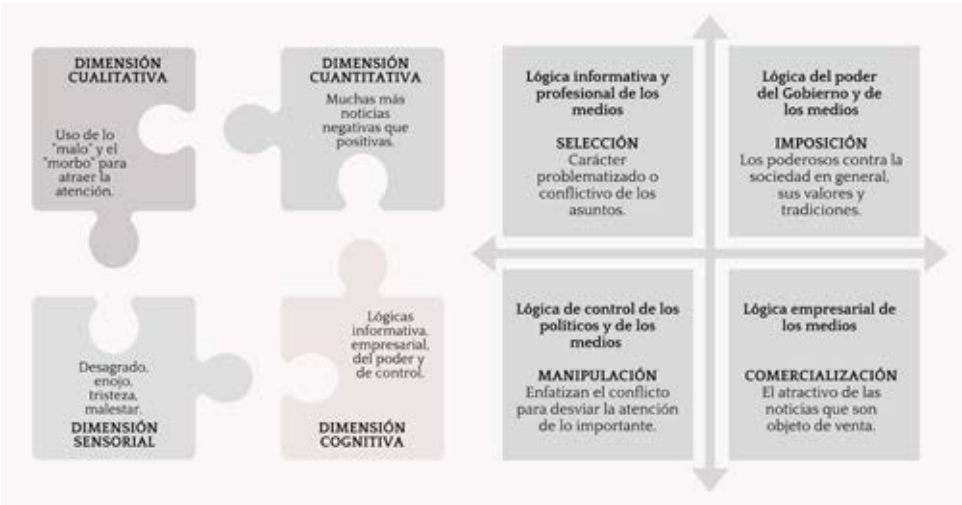 DIMENSIÓN
CUALITATIVA
Uso de lo
"malo" y el
"morbo" para
atraer la
atención.
DIMENSIÓN
CUANTITATIVA
Muchas más
noticias
negativas que
positivas.
Desagrado,
enojo,
tristeza,
malestar.
DIMENSIÓN
SENSORIAL
Lógicas
informativa,
empresarial,
del poder y
de control.
DIMENSIÓN
COGNITIVA
Lógica informativa y
profesional de los
medios
SELECCIÓN
Carácter
problematizado o
conflictivo de los
asuntos.
Lógica del poder
del Gobierno y de
los medios
IMPOSICIÓN
Los poderosos contra la
sociedad en general,
sus valores y
tradiciones.
Lógica de control de los
políticos y de los
medios
MANIPULACIÓN
Enfatizan el conflicto
para desviar la atención
de lo importante.
Lógica empresarial de
los medios
COMERCIALIZACIÓN
El atractivo de las
noticias que son
objeto de venta.